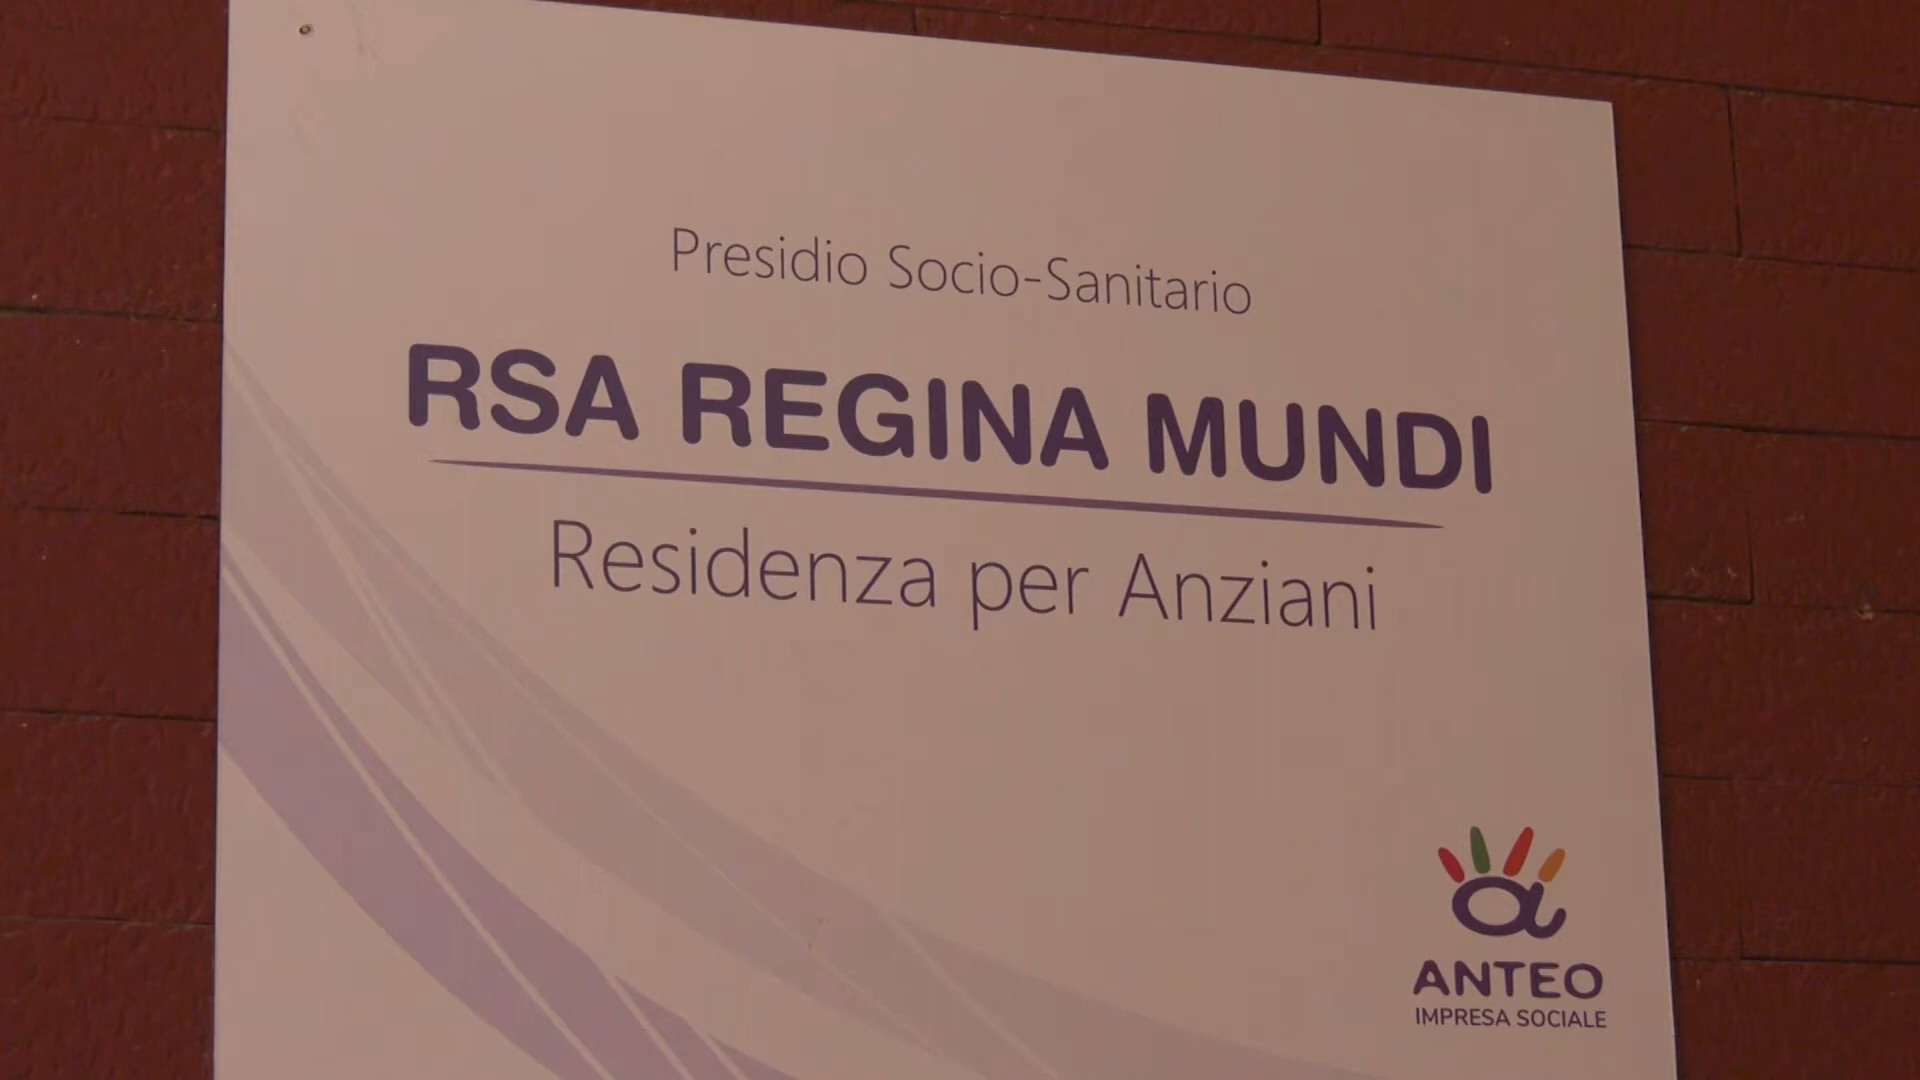 Presidio Socio-Sanitario
RSA REGINA MUNDI
Residenza per Anziani
ANTEO
IMPRESA SOCIALE